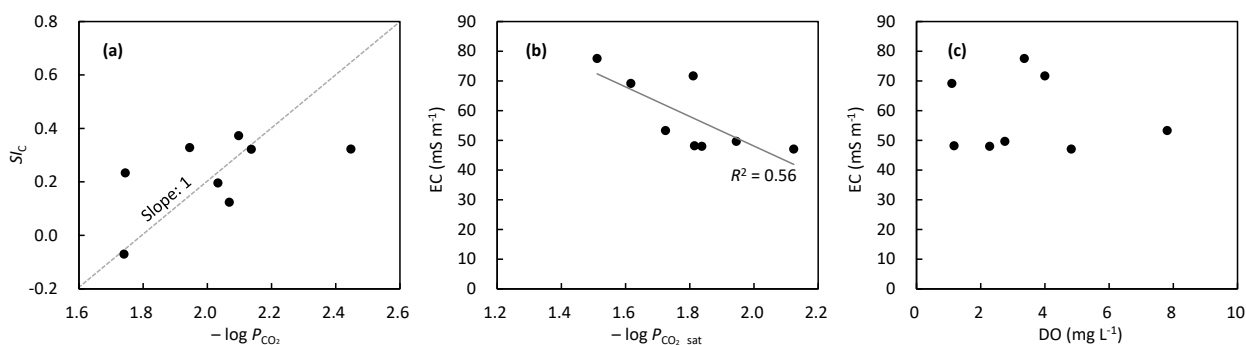 (a)
0.8
0.6
0.4
0.2
0.0
-0.2
SI_C
Slope: 1
1.6 1.8 2.0 2.2 2.4 2.6
– log P_CO₂
(b)
90
80
70
60
50
40
30
20
10
0
EC (mS m⁻¹)
R² = 0.56
1.2 1.4 1.6 1.8 2.0 2.2
– log P_CO₂ sat
(c)
90
80
70
60
50
40
30
20
10
0
EC (mS m⁻¹)
0 2 4 6 8 10
DO (mg L⁻¹)